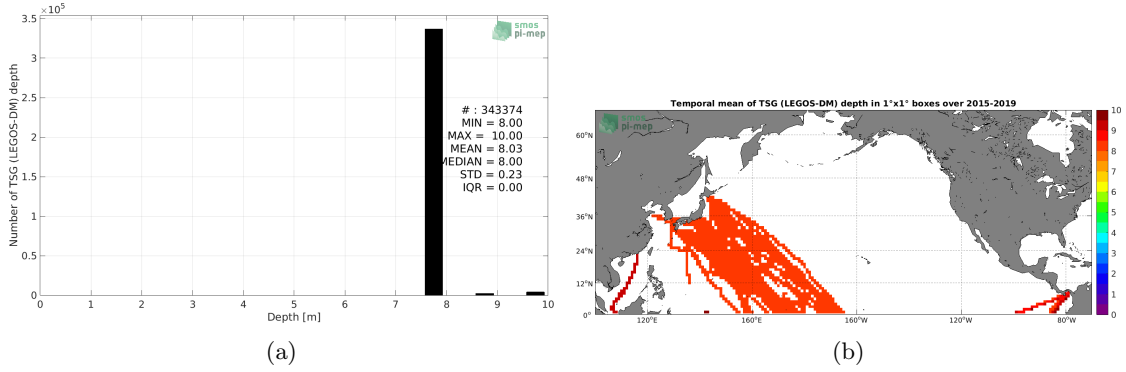 ×10⁵
3.5
3
2.5
2
1.5
1
0.5
0
Number of TSG (LEGOS-DM) depth
smos
pi-mep
# : 343374
MIN = 8.00
MAX = 10.00
MEAN = 8.03
MEDIAN = 8.00
STD = 0.23
IQR = 0.00
0 1 2 3 4 5 6 7 8 9 10
Depth [m]
(a)
Temporal mean of TSG (LEGOS-DM) depth in 1°x1° boxes over 2015-2019
smos
pi-mep
60°N
48°N
36°N
24°N
12°N
0°
120°E 160°E 160°W 120°W 80°W
10
9
8
7
6
5
4
3
2
1
0
(b)